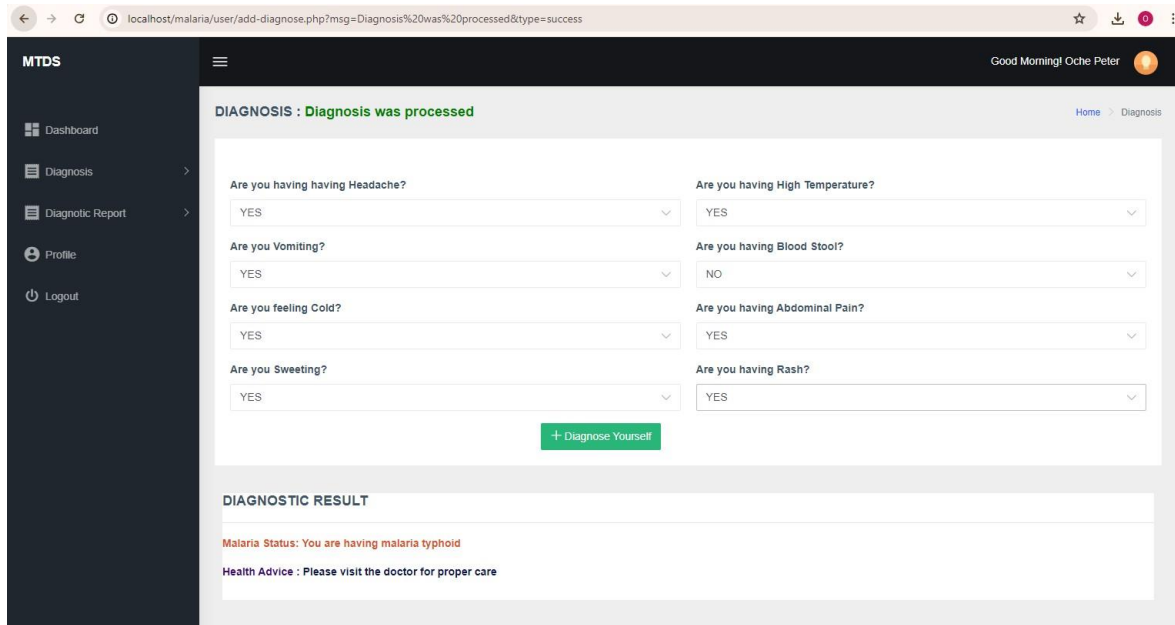 localhost/malaria/user/add-diagnose.php?msg=Diagnosis%20was%20processed&type=success
O
MTDS
Good Morning! Oche Peter
DIAGNOSIS : Diagnosis was processed
Home > Diagnosis
Dashboard
Diagnosis
Diagnotic Report
Profile
Logout
Are you having having Headache?
Are you having High Temperature?
YES
YES
Are you Vomiting?
Are you having Blood Stool?
YES
NO
Are you feeling Cold?
Are you having Abdominal Pain?
YES
YES
Are you Sweeting?
Are you having Rash?
YES
YES
+ Diagnose Yourself
DIAGNOSTIC RESULT
Malaria Status: You are having malaria typhoid
Health Advice : Please visit the doctor for proper care